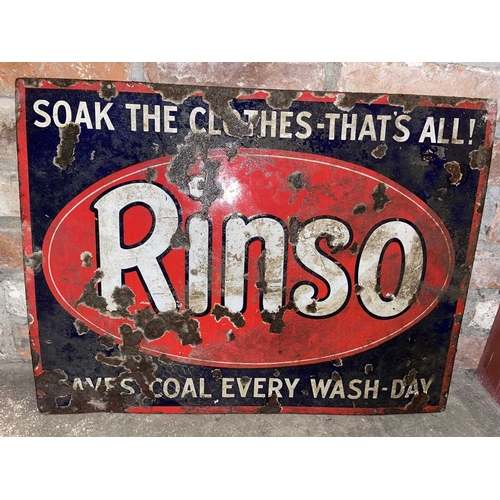 SOAK THE CLOTHES-THAT'S ALL!
Rinso
SAVES COAL EVERY WASH-DAY